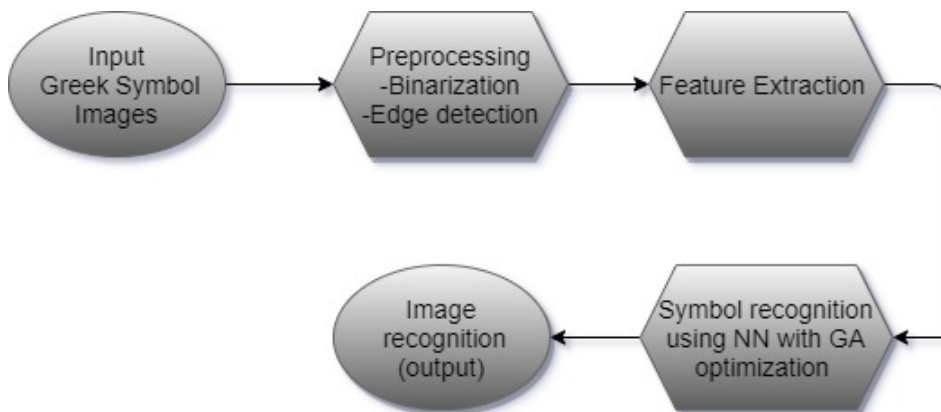 Input
Greek Symbol
Images
Preprocessing
-Binarization
-Edge detection
Feature Extraction
Symbol recognition
using NN with GA
optimization
Image
recognition
(output)